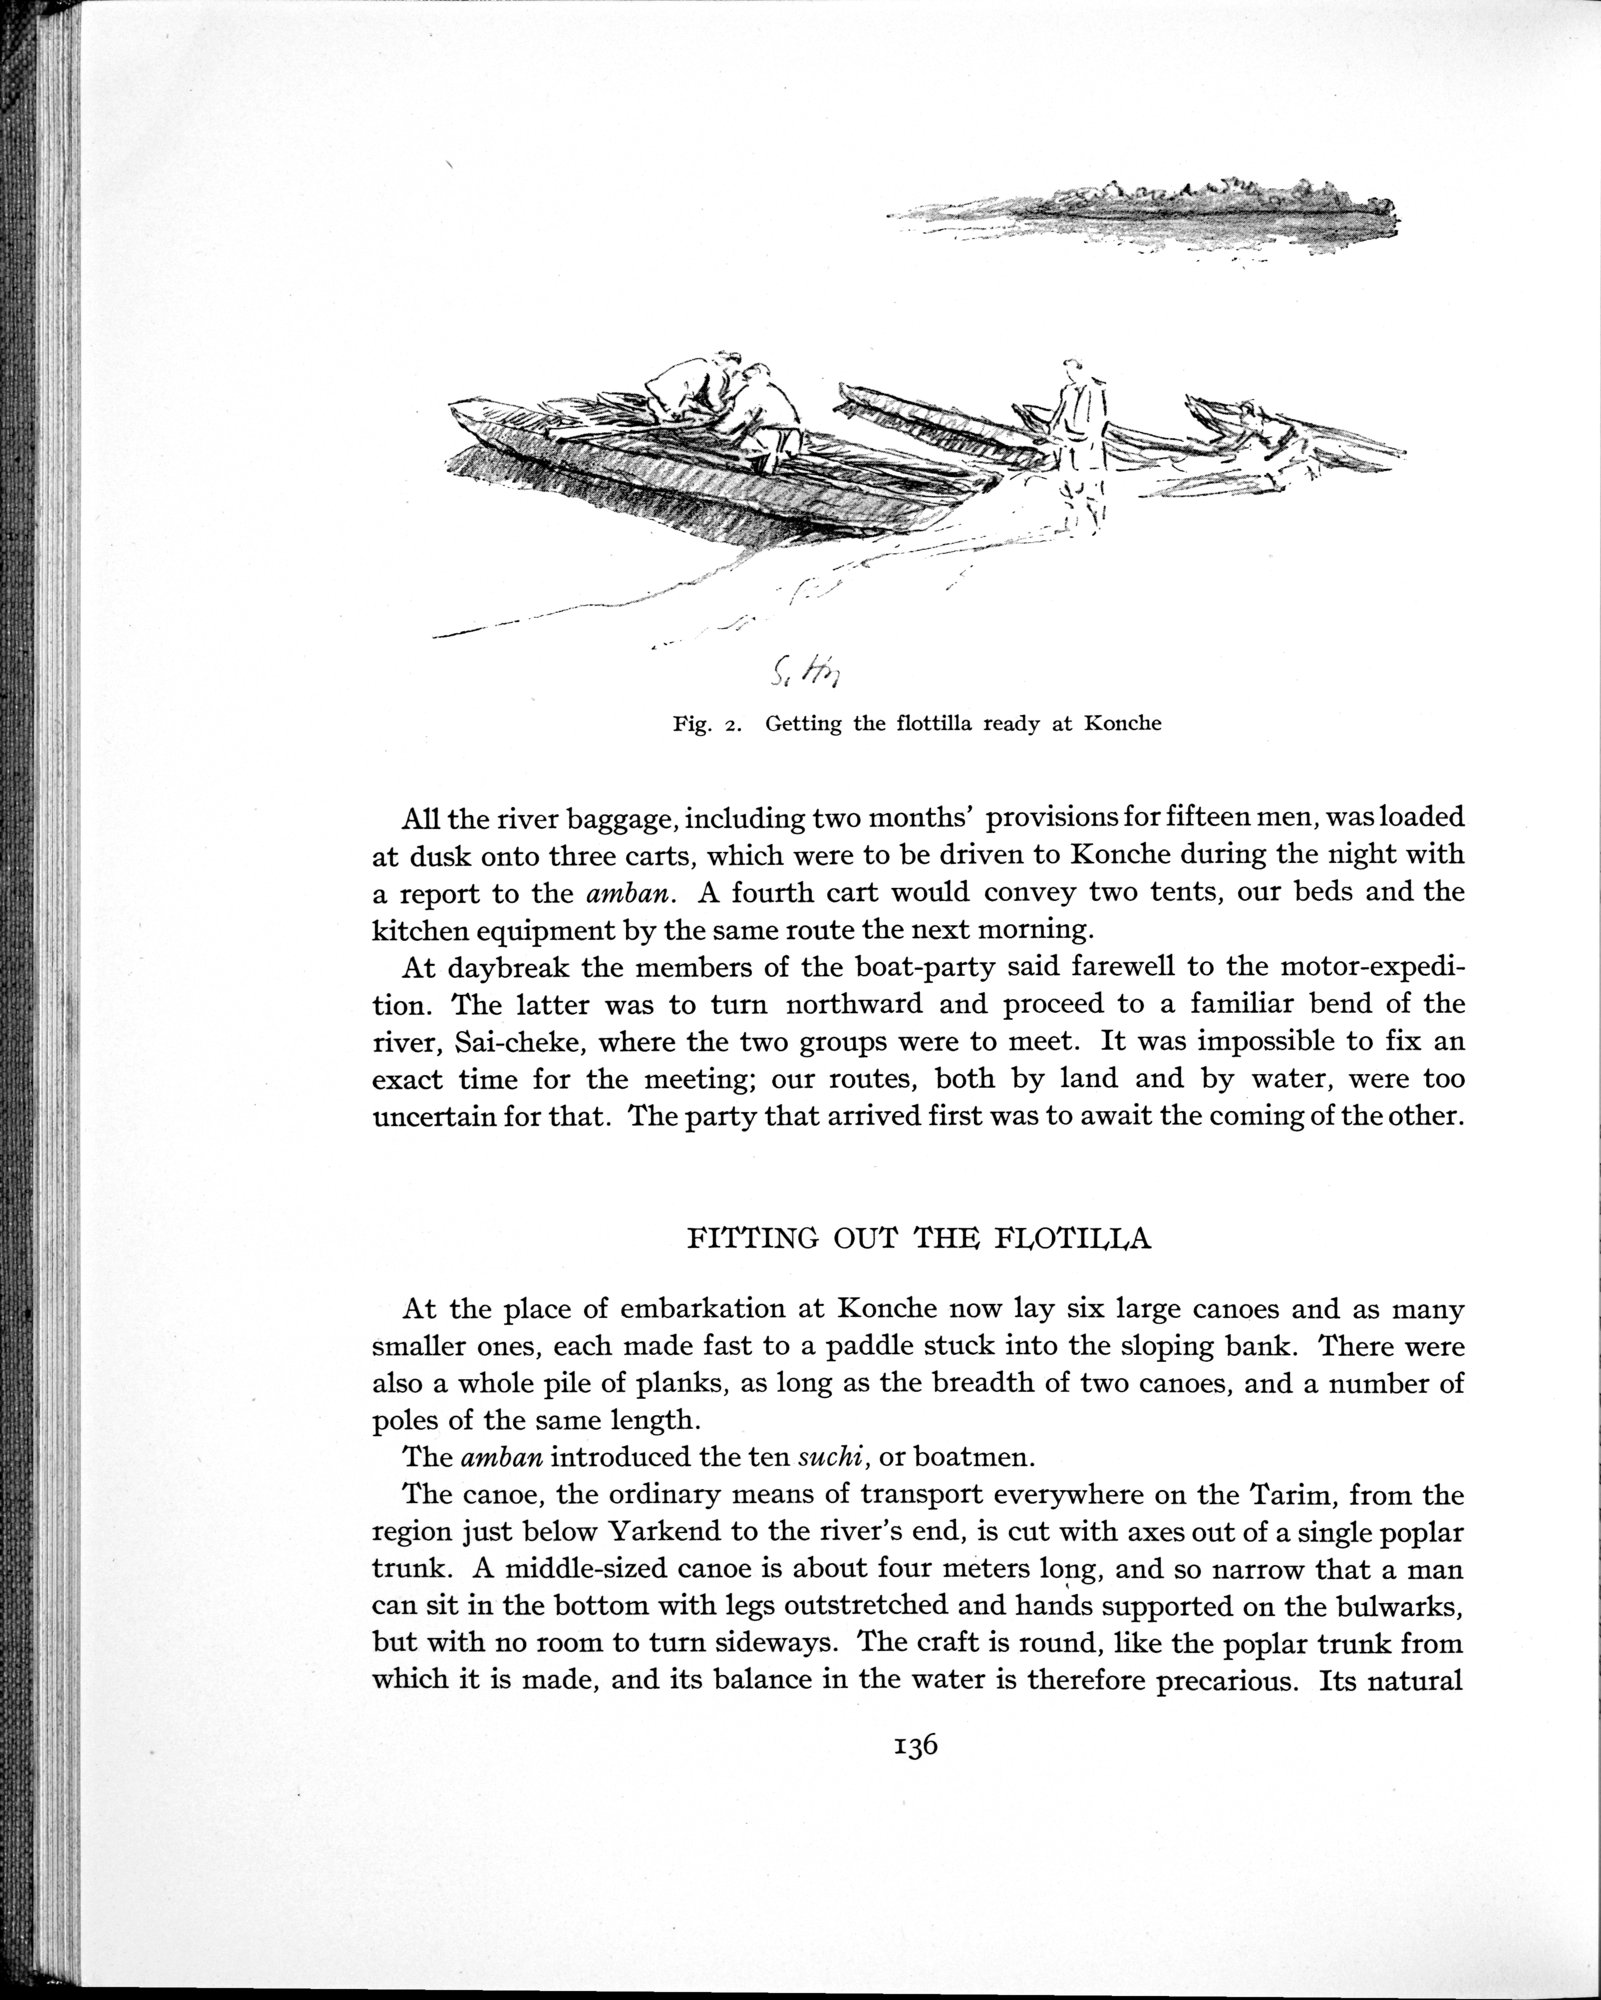 S. Hn
Fig. 2. Getting the flottilla ready at Konche
All the river baggage, including two months' provisions for fifteen men, was loaded
at dusk onto three carts, which were to be driven to Konche during the night with
a report to the amban. A fourth cart would convey two tents, our beds and the
kitchen equipment by the same route the next morning.
At daybreak the members of the boat-party said farewell to the motor-expedi-
tion. The latter was to turn northward and proceed to a familiar bend of the
river, Sai-cheke, where the two groups were to meet. It was impossible to fix an
exact time for the meeting; our routes, both by land and by water, were too
uncertain for that. The party that arrived first was to await the coming of the other.
FITTING OUT THE FLOTILLA
At the place of embarkation at Konche now lay six large canoes and as many
smaller ones, each made fast to a paddle stuck into the sloping bank. There were
also a whole pile of planks, as long as the breadth of two canoes, and a number of
poles of the same length.
The amban introduced the ten suchi, or boatmen.
The canoe, the ordinary means of transport everywhere on the Tarim, from the
region just below Yarkend to the river's end, is cut with axes out of a single poplar
trunk. A middle-sized canoe is about four meters long, and so narrow that a man
can sit in the bottom with legs outstretched and hands supported on the bulwarks,
but with no room to turn sideways. The craft is round, like the poplar trunk from
which it is made, and its balance in the water is therefore precarious. Its natural
136